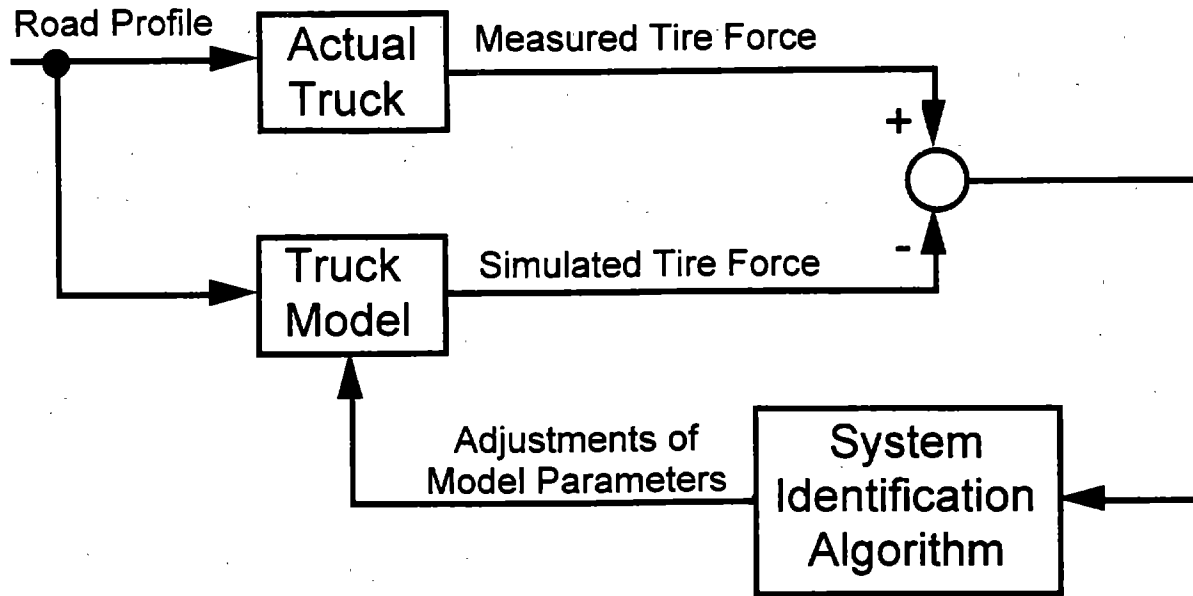 Road Profile
Actual
Truck
Measured Tire Force
+
-
Truck
Model
Simulated Tire Force
Adjustments of
Model Parameters
System
Identification
Algorithm